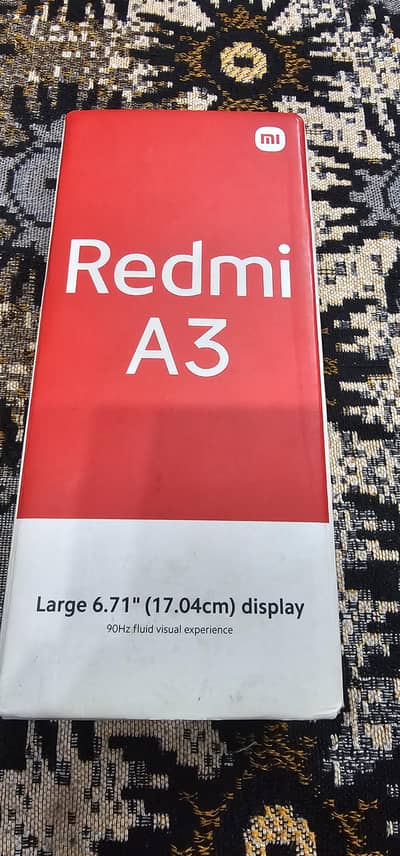 mi
Redmi
A3
Large 6.71" (17.04cm) display
90Hz fluid visual experience